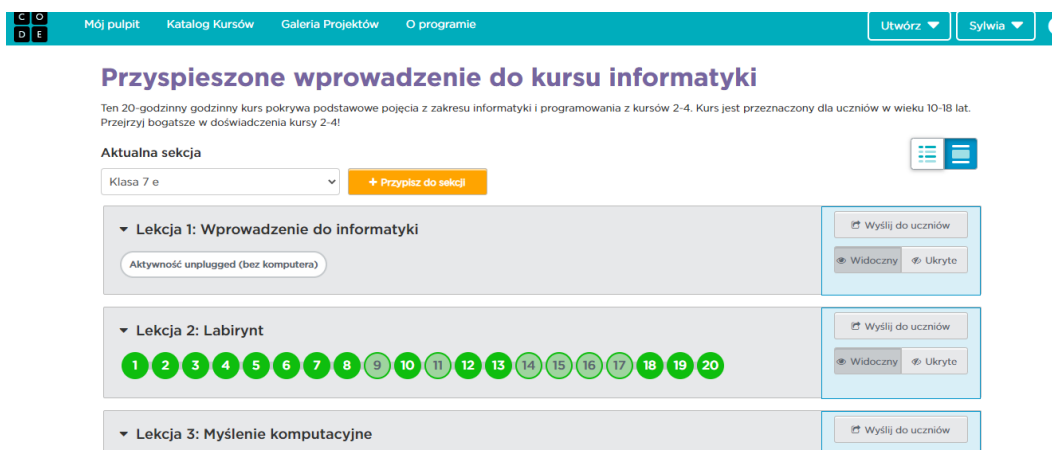 C O
D E
Mój pulpit Katalog Kursów Galeria Projektów O programie Utwórz Sylwia
Przyspieszone wprowadzenie do kursu informatyki
Ten 20-godzinny godzinny kurs pokrywa podstawowe pojęcia z zakresu informatyki i programowania z kursów 2-4. Kurs jest przeznaczony dla uczniów w wieku 10-18 lat.
Przejrzyj bogatsze w doświadczenia kursy 2-4!
Aktualna sekcja
Klasa 7 e + Przypisz do sekcji
Lekcja 1: Wprowadzenie do informatyki Wyślij do uczniów
Aktywność unplugged (bez komputera) Widoczny Ukryte
Lekcja 2: Labirynt Wyślij do uczniów
1 2 3 4 5 6 7 8 9 10 11 12 13 14 15 16 17 18 19 20 Widoczny Ukryte
Lekcja 3: Myślenie komputacyjne Wyślij do uczniów